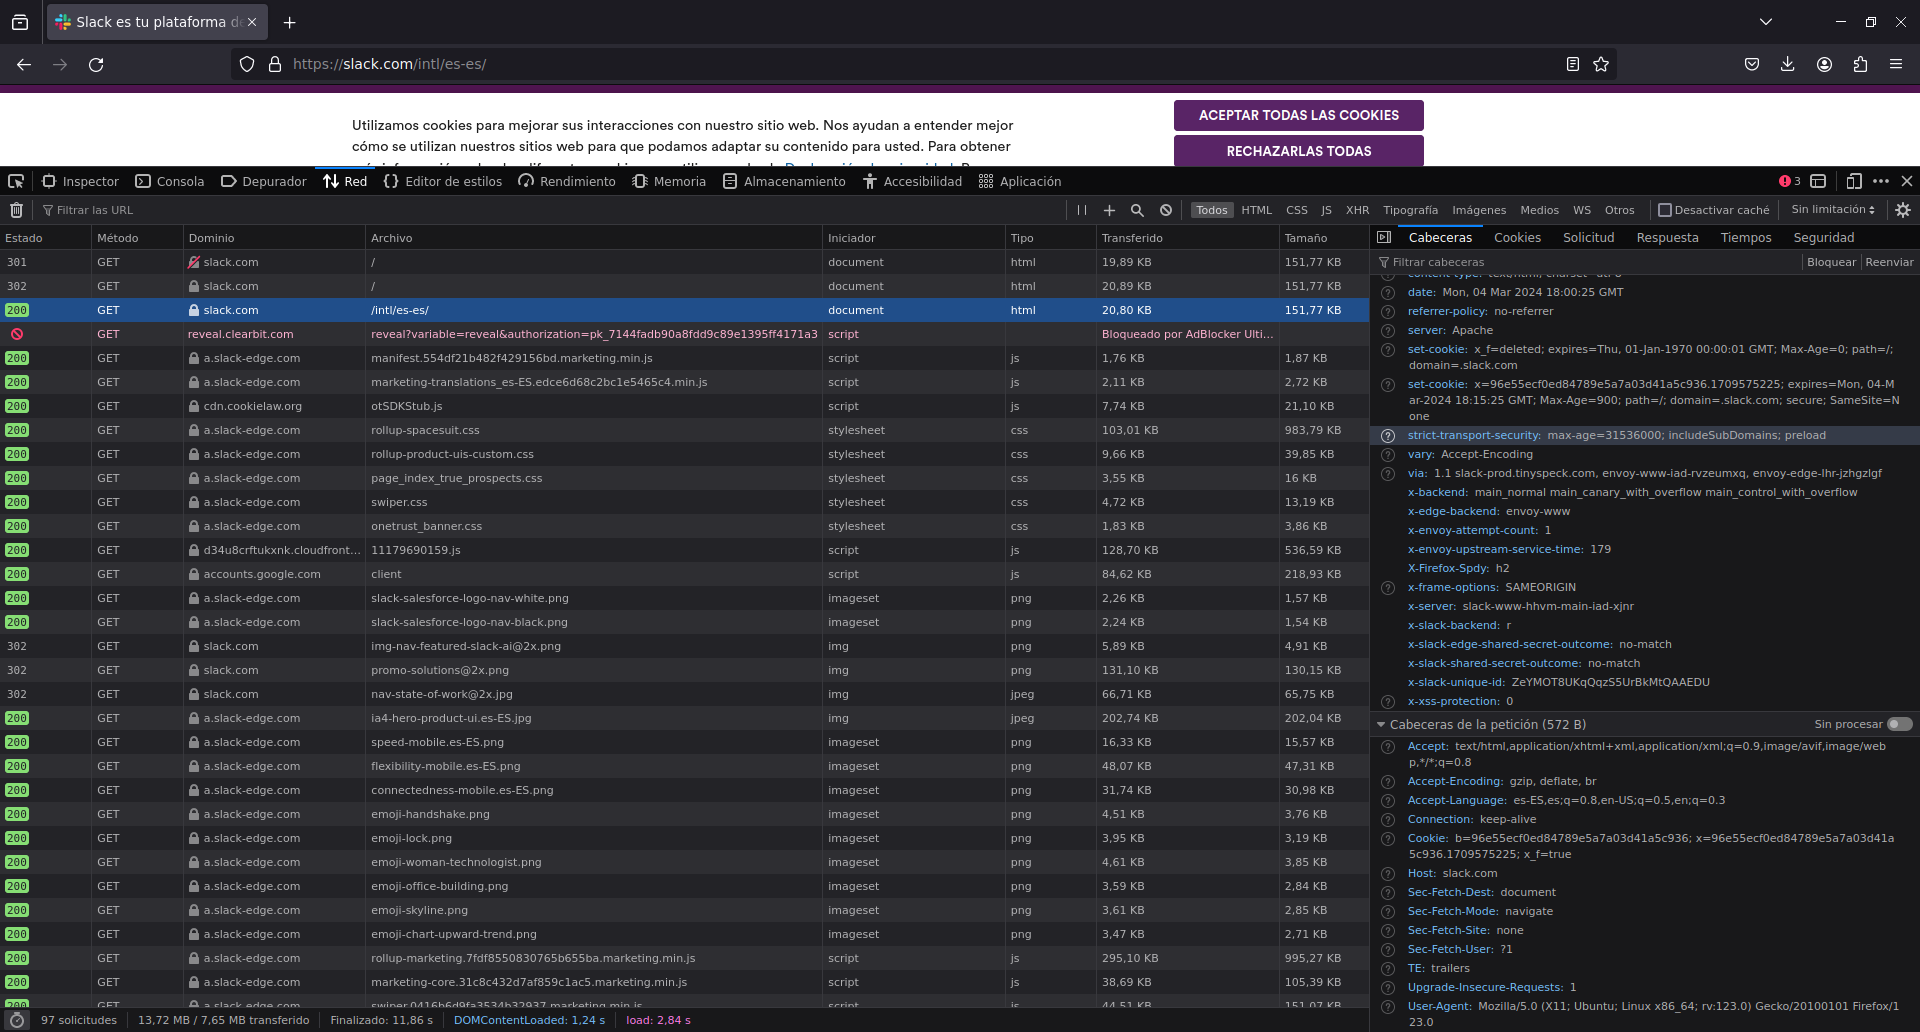 Slack es tu plataforma de
https://slack.com/intl/es-es/
Utilizamos cookies para mejorar sus interacciones con nuestro sitio web. Nos ayudan a entender mejor
cómo se utilizan nuestros sitios web para que podamos adaptar su contenido para usted. Para obtener
ACEPTAR TODAS LAS COOKIES
RECHAZARLAS TODAS
Inspector Consola Depurador Red Editor de estilos Rendimiento Memoria Almacenamiento Accesibilidad Aplicación 3
Filtrar las URL Todos HTML CSS JS XHR Tipografía Imágenes Medios WS Otros Desactivar caché Sin limitación
Estado Método Dominio Archivo Iniciador Tipo Transferido Tamaño
301 GET slack.com / document html 19,89 KB 151,77 KB
302 GET slack.com / document html 20,89 KB 151,77 KB
200 GET slack.com /intl/es-es/ document html 20,80 KB 151,77 KB
GET reveal.clearbit.com reveal?variable=reveal&authorization=pk_7144fadb90a8fdd9c89e1395ff4171a3 script Bloqueado por AdBlocker Ulti...
200 GET a.slack-edge.com manifest.554df21b482f429156bd.marketing.min.js script js 1,76 KB 1,87 KB
200 GET a.slack-edge.com marketing-translations_es-ES.edce6d68c2bc1e5465c4.min.js script js 2,11 KB 2,72 KB
200 GET cdn.cookielaw.org otSDKStub.js script js 7,74 KB 21,10 KB
200 GET a.slack-edge.com rollup-spacesuit.css stylesheet css 103,01 KB 983,79 KB
200 GET a.slack-edge.com rollup-product-uis-custom.css stylesheet css 9,66 KB 39,85 KB
200 GET a.slack-edge.com page_index_true_prospects.css stylesheet css 3,55 KB 16 KB
200 GET a.slack-edge.com swiper.css stylesheet css 4,72 KB 13,19 KB
200 GET a.slack-edge.com onetrust_banner.css stylesheet css 1,83 KB 3,86 KB
200 GET d34u8crftukxnk.cloudfront... 11179690159.js script js 128,70 KB 536,59 KB
200 GET accounts.google.com client script js 84,62 KB 218,93 KB
200 GET a.slack-edge.com slack-salesforce-logo-nav-white.png imageset png 2,26 KB 1,57 KB
200 GET a.slack-edge.com slack-salesforce-logo-nav-black.png imageset png 2,24 KB 1,54 KB
302 GET slack.com img-nav-featured-slack-ai@2x.png img png 5,89 KB 4,91 KB
302 GET slack.com promo-solutions@2x.png img png 131,10 KB 130,15 KB
302 GET slack.com nav-state-of-work@2x.jpg img jpeg 66,71 KB 65,75 KB
200 GET a.slack-edge.com ia4-hero-product-ui.es-ES.jpg img jpeg 202,74 KB 202,04 KB
200 GET a.slack-edge.com speed-mobile.es-ES.png imageset png 16,33 KB 15,57 KB
200 GET a.slack-edge.com flexibility-mobile.es-ES.png imageset png 48,07 KB 47,31 KB
200 GET a.slack-edge.com connectedness-mobile.es-ES.png imageset png 31,74 KB 30,98 KB
200 GET a.slack-edge.com emoji-handshake.png imageset png 4,51 KB 3,76 KB
200 GET a.slack-edge.com emoji-lock.png imageset png 3,95 KB 3,19 KB
200 GET a.slack-edge.com emoji-woman-technologist.png imageset png 4,61 KB 3,85 KB
200 GET a.slack-edge.com emoji-office-building.png imageset png 3,59 KB 2,84 KB
200 GET a.slack-edge.com emoji-skyline.png imageset png 3,61 KB 2,85 KB
200 GET a.slack-edge.com emoji-chart-upward-trend.png imageset png 3,47 KB 2,71 KB
200 GET a.slack-edge.com rollup-marketing.7fdf8550830765b655ba.marketing.min.js script js 295,10 KB 995,27 KB
200 GET a.slack-edge.com marketing-core.31c8c432d7af859c1ac5.marketing.min.js script js 38,69 KB 105,39 KB
200 GET a.slack-edge.com swiper.0416b6d9fa3534b32937.marketing.min.js script js 44,51 KB 151,07 KB
97 solicitudes 13,72 MB / 7,65 MB transferido Finalizado: 11,86 s DOMContentLoaded: 1,24 s load: 2,84 s
Cabeceras Cookies Solicitud Respuesta Tiempos Seguridad
Filtrar cabeceras Bloquear Reenviar
content-type: text/html; charset=utf-8
date: Mon, 04 Mar 2024 18:00:25 GMT
referrer-policy: no-referrer
server: Apache
set-cookie: x_f=deleted; expires=Thu, 01-Jan-1970 00:00:01 GMT; Max-Age=0; path=/;
domain=.slack.com
set-cookie: x=96e55ecf0ed84789e5a7a03d41a5c936.1709575225; expires=Mon, 04-M
ar-2024 18:15:25 GMT; Max-Age=900; path=/; domain=.slack.com; secure; SameSite=N
one
strict-transport-security: max-age=31536000; includeSubDomains; preload
vary: Accept-Encoding
via: 1.1 slack-prod.tinyspeck.com, envoy-www-iad-rvzeumxq, envoy-edge-lhr-jzhgzlgf
x-backend: main_normal main_canary_with_overflow main_control_with_overflow
x-edge-backend: envoy-www
x-envoy-attempt-count: 1
x-envoy-upstream-service-time: 179
X-Firefox-Spdy: h2
x-frame-options: SAMEORIGIN
x-server: slack-www-hhvm-main-iad-xjnr
x-slack-backend: r
x-slack-edge-shared-secret-outcome: no-match
x-slack-shared-secret-outcome: no-match
x-slack-unique-id: ZeYMOT8UKqQqzS5UrBkMtQAAEDU
x-xss-protection: 0
Cabeceras de la petición (572 B) Sin procesar
Accept: text/html,application/xhtml+xml,application/xml;q=0.9,image/avif,image/web
p,*/*;q=0.8
Accept-Encoding: gzip, deflate, br
Accept-Language: es-ES,es;q=0.8,en-US;q=0.5,en;q=0.3
Connection: keep-alive
Cookie: b=96e55ecf0ed84789e5a7a03d41a5c936; x=96e55ecf0ed84789e5a7a03d41a
5c936.1709575225; x_f=true
Host: slack.com
Sec-Fetch-Dest: document
Sec-Fetch-Mode: navigate
Sec-Fetch-Site: none
Sec-Fetch-User: ?1
TE: trailers
Upgrade-Insecure-Requests: 1
User-Agent: Mozilla/5.0 (X11; Ubuntu; Linux x86_64; rv:123.0) Gecko/20100101 Firefox/1
23.0